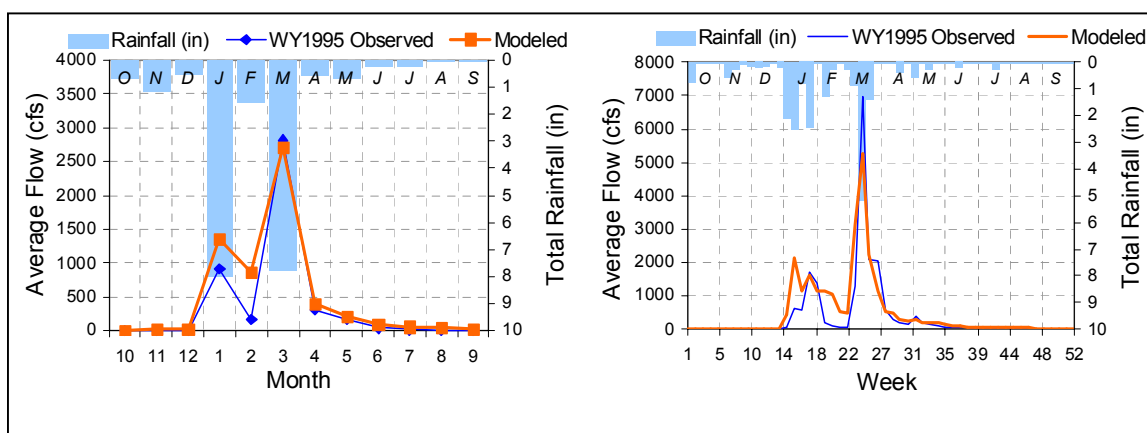 Rainfall (in) WY1995 Observed Modeled
4000 0
3500 1
3000 2
2500 3
2000 4
1500 5
1000 6
500 7
0 8
9
10
O N D J F M A M J J A S
Average Flow (cfs)
Total Rainfall (in)
10 11 12 1 2 3 4 5 6 7 8 9
Month
Rainfall (in) WY1995 Observed Modeled
8000 0
7000 1
6000 2
5000 3
4000 4
3000 5
2000 6
1000 7
0 8
9
10
O N D J F M A M J J A S
Average Flow (cfs)
Total Rainfall (in)
1 5 10 14 18 22 27 31 35 39 44 48 52
Week